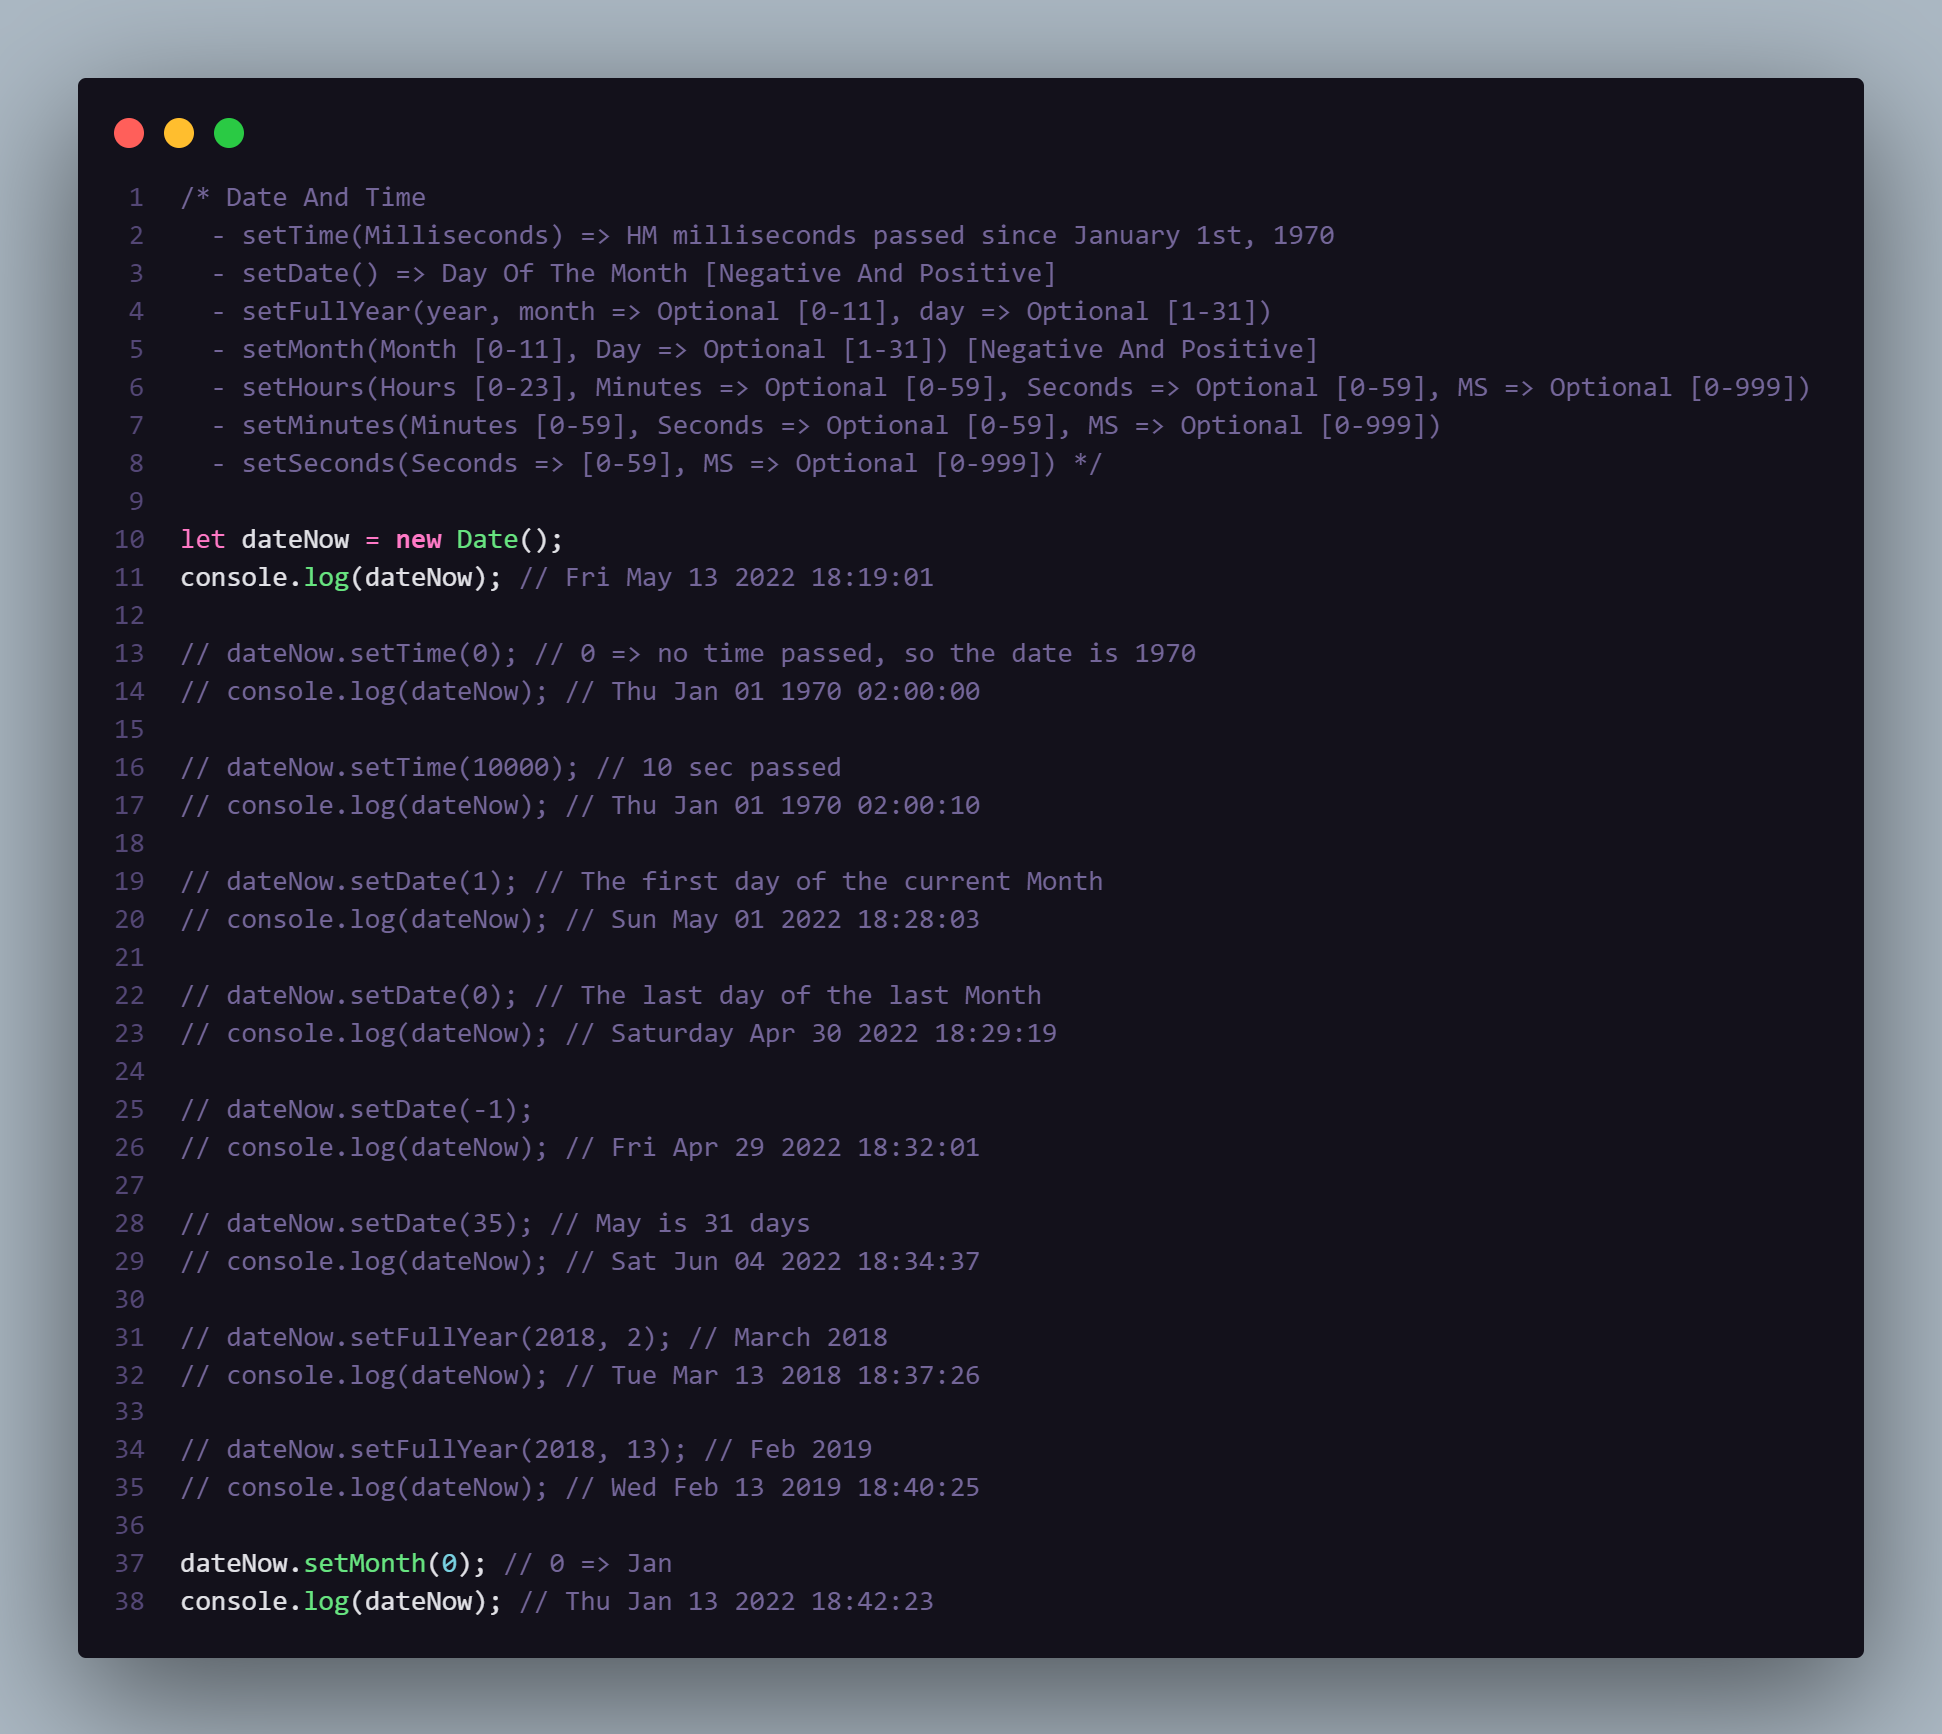 1 /* Date And Time
2 - setTime(Milliseconds) => HM milliseconds passed since January 1st, 1970
3 - setDate() => Day Of The Month [Negative And Positive]
4 - setFullYear(year, month => Optional [0-11], day => Optional [1-31])
5 - setMonth(Month [0-11], Day => Optional [1-31]) [Negative And Positive]
6 - setHours(Hours [0-23], Minutes => Optional [0-59], Seconds => Optional [0-59], MS => Optional [0-999])
7 - setMinutes(Minutes [0-59], Seconds => Optional [0-59], MS => Optional [0-999])
8 - setSeconds(Seconds => [0-59], MS => Optional [0-999]) */
9
10 let dateNow = new Date();
11 console.log(dateNow); // Fri May 13 2022 18:19:01
12
13 // dateNow.setTime(0); // 0 => no time passed, so the date is 1970
14 // console.log(dateNow); // Thu Jan 01 1970 02:00:00
15
16 // dateNow.setTime(10000); // 10 sec passed
17 // console.log(dateNow); // Thu Jan 01 1970 02:00:10
18
19 // dateNow.setDate(1); // The first day of the current Month
20 // console.log(dateNow); // Sun May 01 2022 18:28:03
21
22 // dateNow.setDate(0); // The last day of the last Month
23 // console.log(dateNow); // Saturday Apr 30 2022 18:29:19
24
25 // dateNow.setDate(-1);
26 // console.log(dateNow); // Fri Apr 29 2022 18:32:01
27
28 // dateNow.setDate(35); // May is 31 days
29 // console.log(dateNow); // Sat Jun 04 2022 18:34:37
30
31 // dateNow.setFullYear(2018, 2); // March 2018
32 // console.log(dateNow); // Tue Mar 13 2018 18:37:26
33
34 // dateNow.setFullYear(2018, 13); // Feb 2019
35 // console.log(dateNow); // Wed Feb 13 2019 18:40:25
36
37 dateNow.setMonth(0); // 0 => Jan
38 console.log(dateNow); // Thu Jan 13 2022 18:42:23